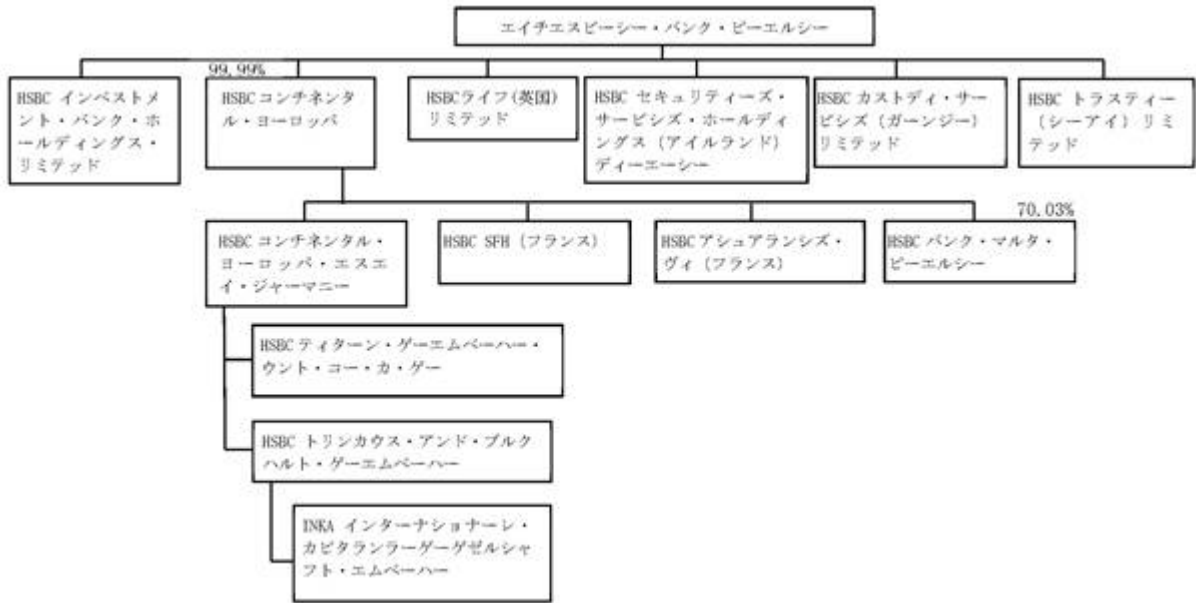 エイチエスビーシー・バンク・ピーエルシー
99.99%
HSBC インベストメ
ント・バンク・ホ
ールディングス・
リミテッド
HSBCコンチネンタ
ル・ヨーロッパ
HSBCライフ(英国)
リミテッド
HSBC セキュリティーズ・
サービシズ・ホールディ
ングス (アイルランド)
ディーエーシー
HSBC カストディ・サー
ビシズ (ガーンジー)
リミテッド
HSBC トラスティー
(シーアイ) リミ
テッド
70.03%
HSBC コンチネンタル・
ヨーロッパ・エスエ
イ・ジャーマニー
HSBC SFH (フランス)
HSBCアシュアランシズ・
ヴィ (フランス)
HSBC バンク・マルタ・
ピーエルシー
HSBCティターン・ゲーエムベーハー・
ウント・コー・カ・ゲー
HSBC トリンカウス・アンド・ブルク
ハルト・ゲーエムベーハー
INKA インターナショナーレ・
カピタランラーゲーゲゼルシャ
フト・エムベーハー